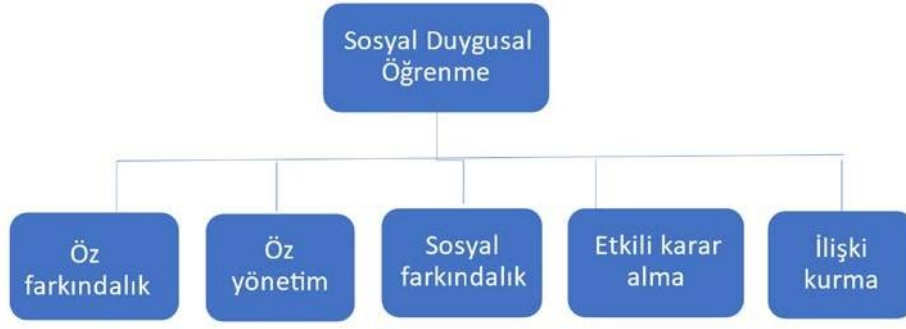 Sosyal Duygusal
Öğrenme
Öz
farkındalık
Öz
yönetim
Sosyal
farkındalık
Etkili karar
alma
İlişki
kurma